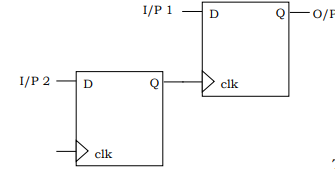 I/P 1
D Q
O/P
clk
I/P 2
D Q
clk